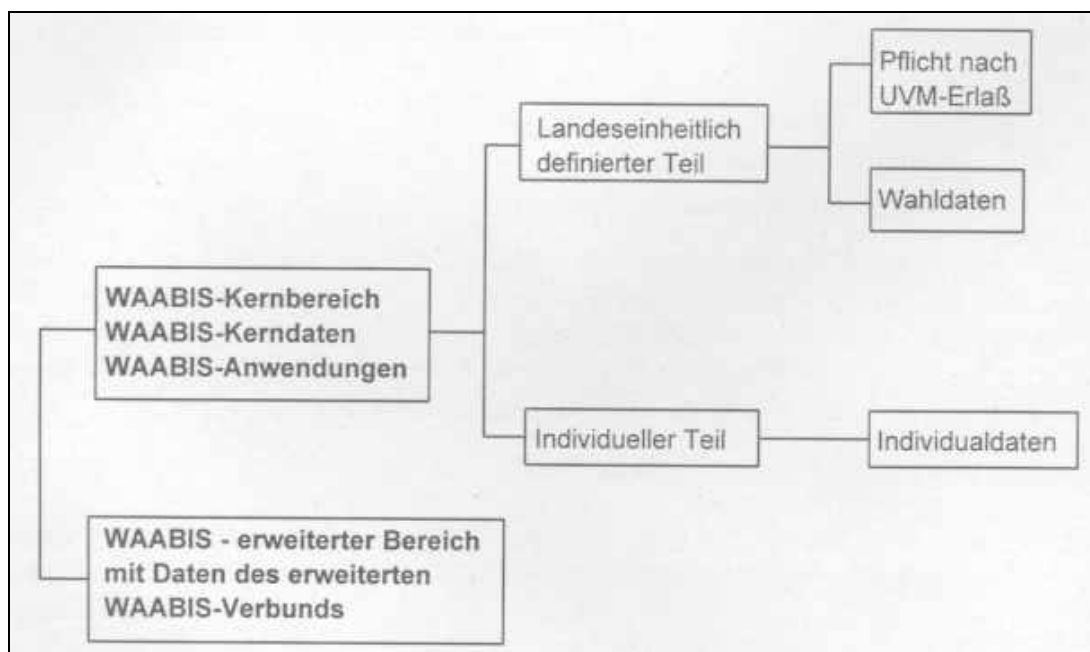 Pflicht nach
UVM-Erlaß
Landeseinheitlich
definierter Teil
Wahldaten
WAABIS-Kernbereich
WAABIS-Kerndaten
WAABIS-Anwendungen
Individueller Teil
Individualdaten
WAABIS - erweiterter Bereich
mit Daten des erweiterten
WAABIS-Verbunds